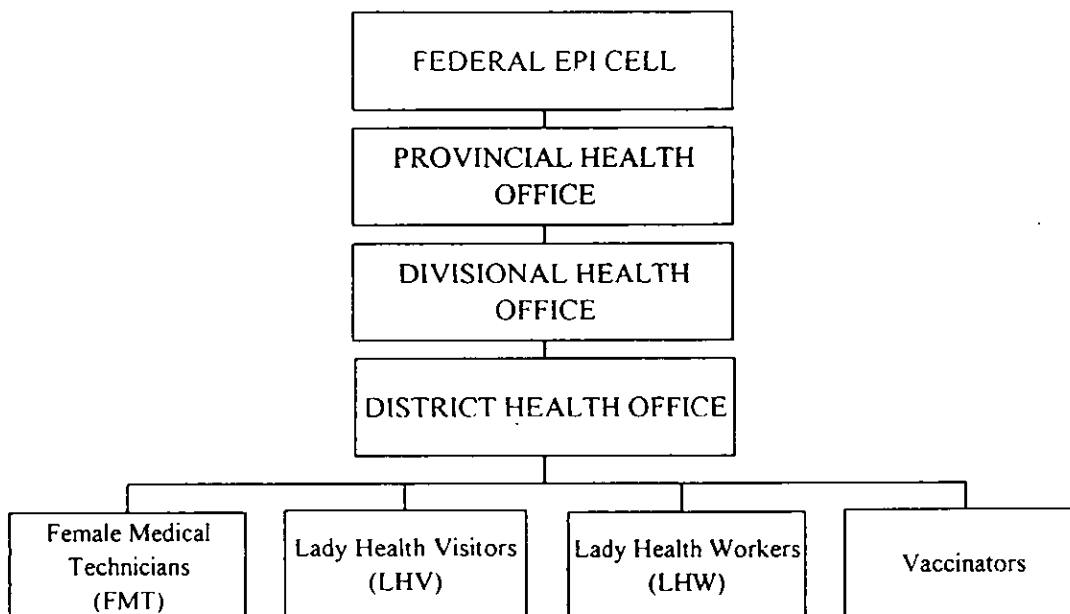 FEDERAL EPI CELL
PROVINCIAL HEALTH
OFFICE
DIVISIONAL HEALTH
OFFICE
DISTRICT HEALTH OFFICE
Female Medical
Technicians
(FMT)
Lady Health Visitors
(LHV)
Lady Health Workers
(LHW)
Vaccinators